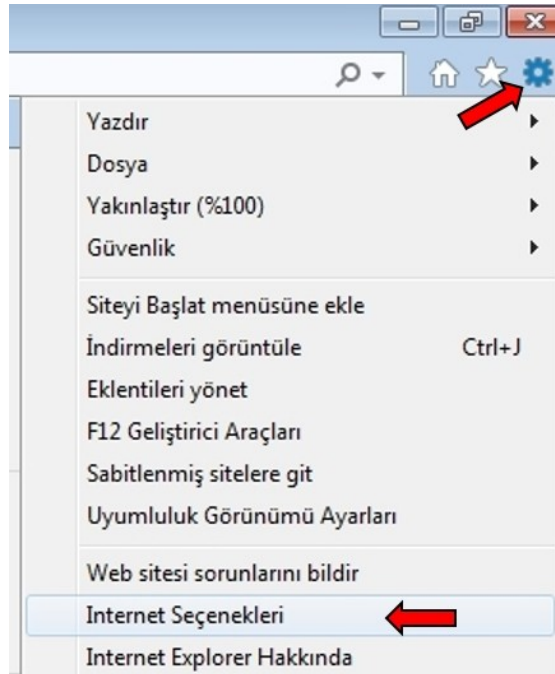 Yazdır
Dosya
Yakınlaştır (%100)
Güvenlik
Siteyi Başlat menüsüne ekle
İndirmeleri görüntüle Ctrl+J
Eklentileri yönet
F12 Geliştirici Araçları
Sabitlenmiş sitelere git
Uyumluluk Görünümü Ayarları
Web sitesi sorunlarını bildir
Internet Seçenekleri
Internet Explorer Hakkında